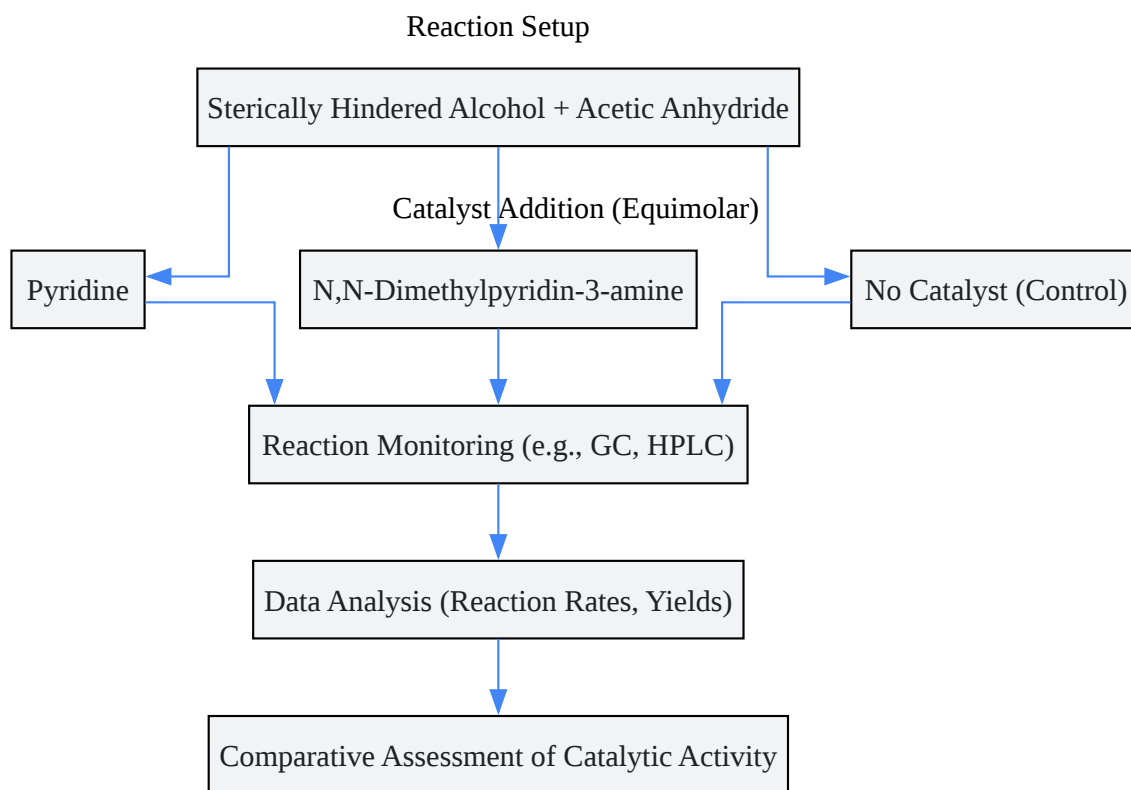 Reaction Setup
Sterically Hindered Alcohol + Acetic Anhydride
Catalyst Addition (Equimolar)
Pyridine
N,N-Dimethylpyridin-3-amine
No Catalyst (Control)
Reaction Monitoring (e.g., GC, HPLC)
Data Analysis (Reaction Rates, Yields)
Comparative Assessment of Catalytic Activity